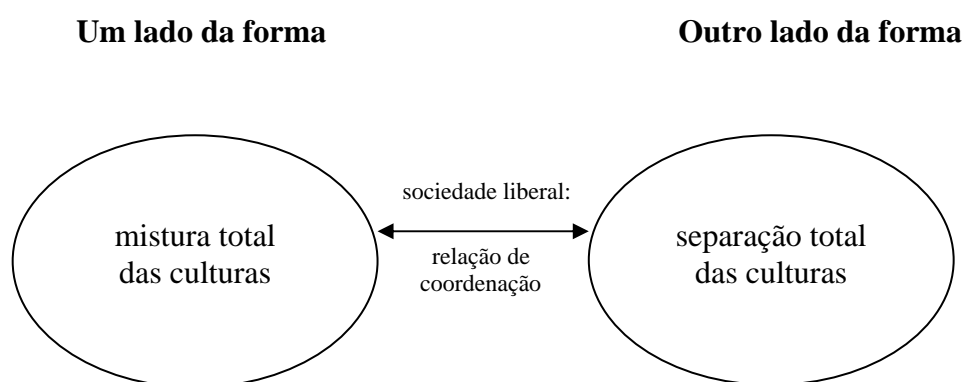 Um lado da forma
Outro lado da forma
mistura total
das culturas
sociedade liberal:
relação de
coordenação
separação total
das culturas